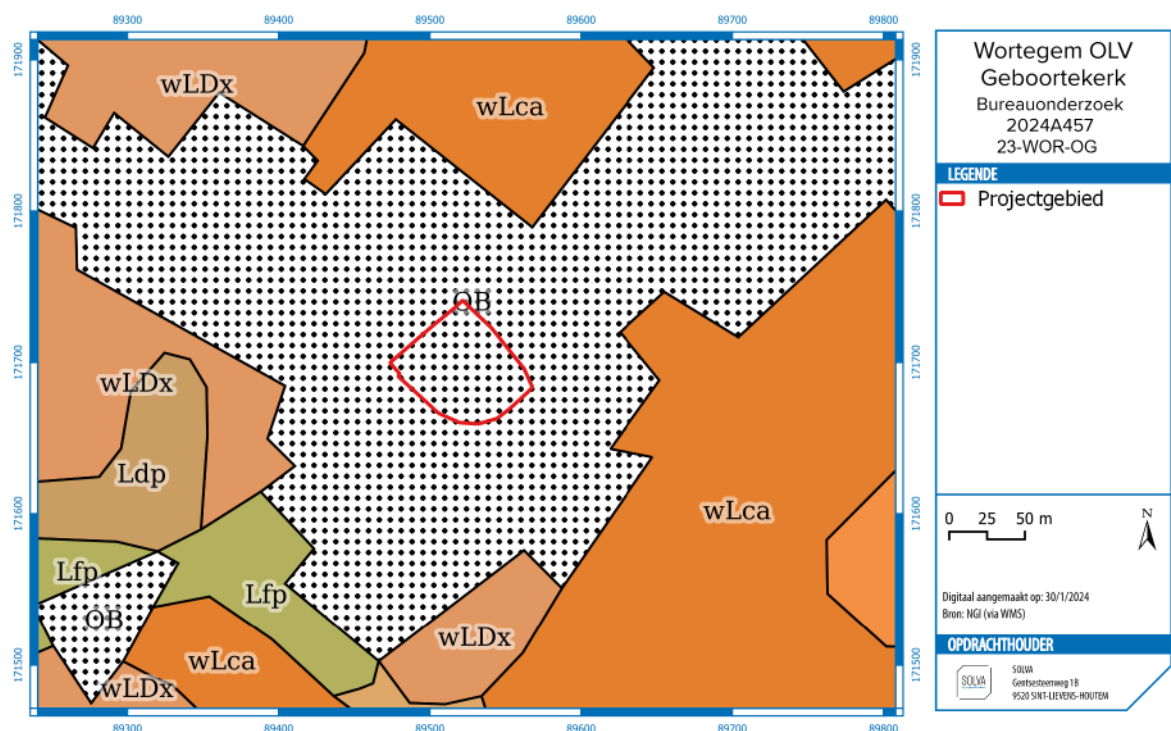 89300 89400 89500 89600 89700 89800
171900 171900
wLDx
wLca
171800 171800
OB
171700 171700
wLDx
Ldp
wLca
171600 171600
Lfp
Lfp
OB
wLDx
wLca
171500 171500
wLDx
89300 89400 89500 89600 89700 89800
Wortegem OLV
Geboortekerk
Bureauonderzoek
2024A457
23-WOR-OG
LEGENDE
Projectgebied
0 25 50 m
N
Digitaal aangemaakt op: 30/1/2024
Bron: NGI (via WMS)
OPDRACHTHOUDER
SOLVA
SOLVA
Gentsesteenweg 1B
9520 SINT-LIEVENS-HOUTEM